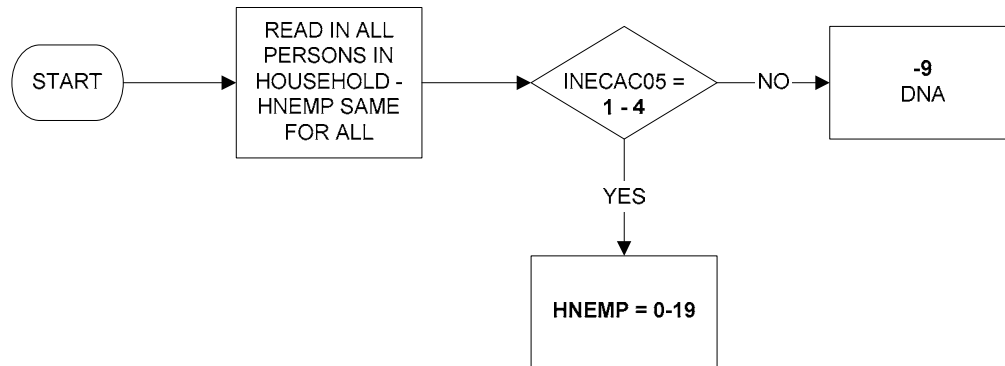 START
READ IN ALL
PERSONS IN
HOUSEHOLD -
HNEMP SAME
FOR ALL
INECAC05 =
1 - 4
NO
-9
DNA
YES
HNEMP = 0-19